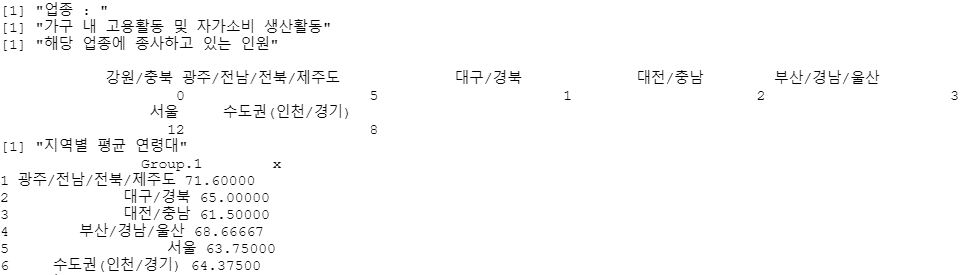 [1] "업종 : "
[1] "가구 내 고용활동 및 자가소비 생산활동"
[1] "해당 업종에 종사하고 있는 인원"
강원/충북 광주/전남/전북/제주도 대구/경북 대전/충남 부산/경남/울산
0 5 1 2 3
서울 수도권(인천/경기)
12 8
[1] "지역별 평균 연령대"
Group.1 x
1 광주/전남/전북/제주도 71.60000
2 대구/경북 65.00000
3 대전/충남 61.50000
4 부산/경남/울산 68.66667
5 서울 63.75000
6 수도권(인천/경기) 64.37500